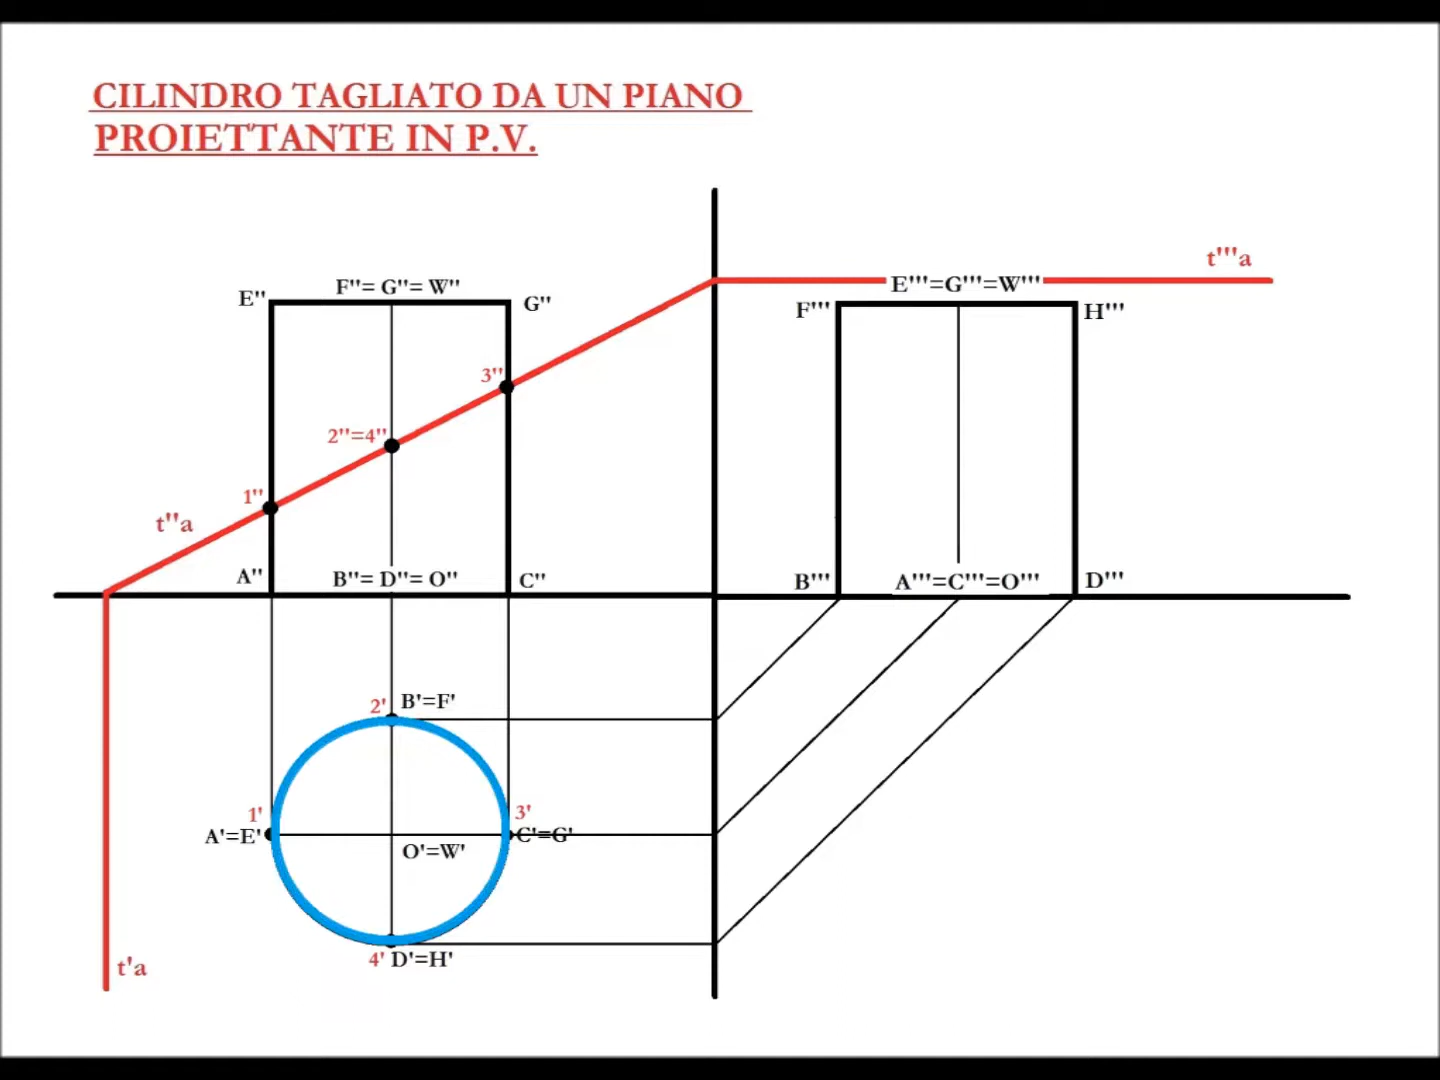 CILINDRO TAGLIATO DA UN PIANO
PROIETTANTE IN P.V.
t'''a
E'' F''= G''= W'' G''
E'''=G'''=W'''
F''' H'''
3''
2''=4''
1''
t''a
A'' B''= D''= O'' C''
B''' A'''=C'''=O''' D'''
2' B'=F'
1' 3'
A'=E' C'=G'
O'=W'
4' D'=H'
t'a